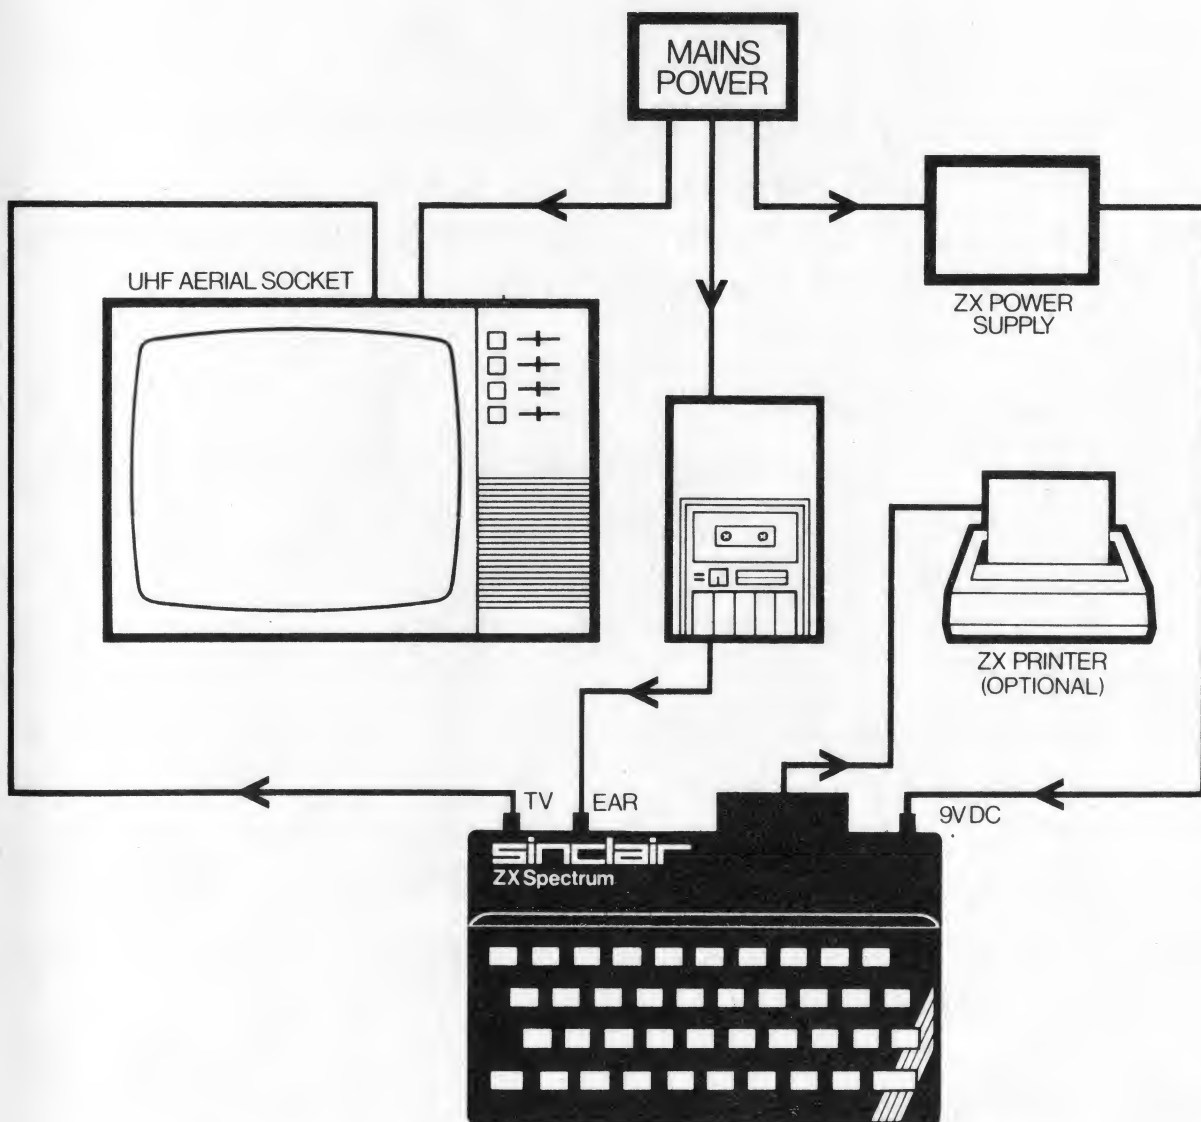 MAINS
POWER
UHF AERIAL SOCKET
ZX POWER
SUPPLY
ZX PRINTER
(OPTIONAL)
TV
EAR
9V DC
sinclair
ZX Spectrum